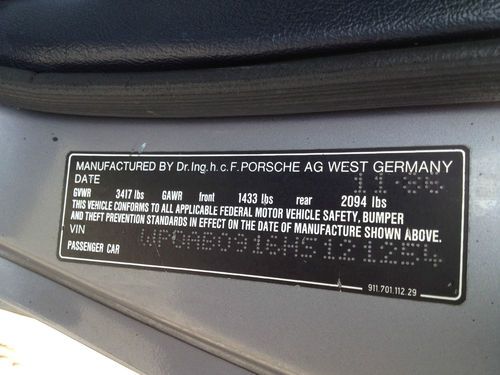 MANUFACTURED BY Dr.Ing.h.c.F.PORSCHE AG WEST GERMANY
DATE 11-86
GVWR 3417 lbs GAWR front 1433 lbs rear 2094 lbs
THIS VEHICLE CONFORMS TO ALL APPLICABLE FEDERAL MOTOR VEHICLE SAFETY, BUMPER
AND THEFT PREVENTION STANDARDS IN EFFECT ON DATE OF MANUFACTURE SHOWN ABOVE.
VIN WP0AB0916HS121254
PASSENGER CAR
911.701.112.29